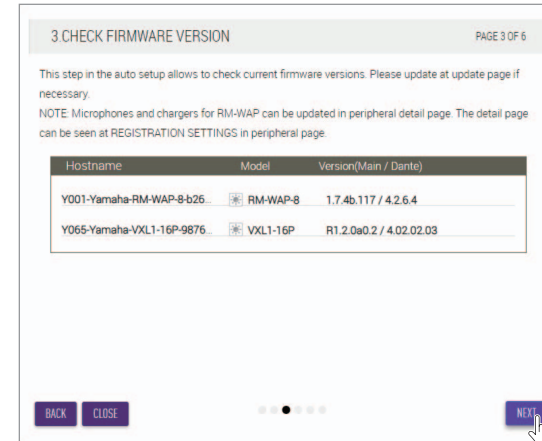 3.CHECK FIRMWARE VERSION PAGE 3 OF 6
This step in the auto setup allows to check current firmware versions. Please update at update page if
necessary.
NOTE: Microphones and chargers for RM-WAP can be updated in peripheral detail page. The detail page
can be seen at REGISTRATION SETTINGS in peripheral page.
Hostname Model Version(Main / Dante)
Y001-Yamaha-RM-WAP-8-b26... RM-WAP-8 1.7.4b.117 / 4.2.6.4
Y065-Yamaha-VXL1-16P-9876... VXL1-16P R1.2.0a0.2 / 4.02.02.03
BACK CLOSE NEXT